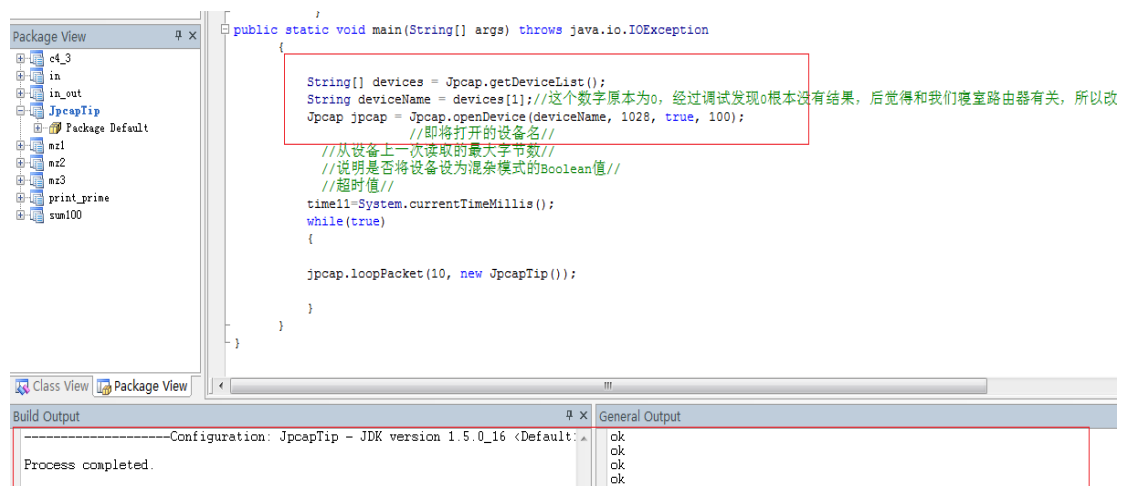 Package View
c4_3
in
in_out
JpcapTip
Package Default
mz1
mz2
mz3
print_prime
sum100
Class View
Package View
}
public static void main(String[] args) throws java.io.IOException
{
String[] devices = Jpcap.getDeviceList();
String deviceName = devices[1];//这个数字原本为0，经过调试发现0根本没有结果，后觉得和我们寝室路由器有关，所以改
Jpcap jpcap = Jpcap.openDevice(deviceName, 1028, true, 100);
//即将打开的设备名//
//从设备上一次读取的最大字节数//
//说明是否将设备设为混杂模式的Boolean值//
//超时值//
time11=System.currentTimeMillis();
while(true)
{
jpcap.loopPacket(10, new JpcapTip());
}
}
}
Build Output
--------------------Configuration: JpcapTip - JDK version 1.5.0_16 <Default:
Process completed.
General Output
ok
ok
ok
ok